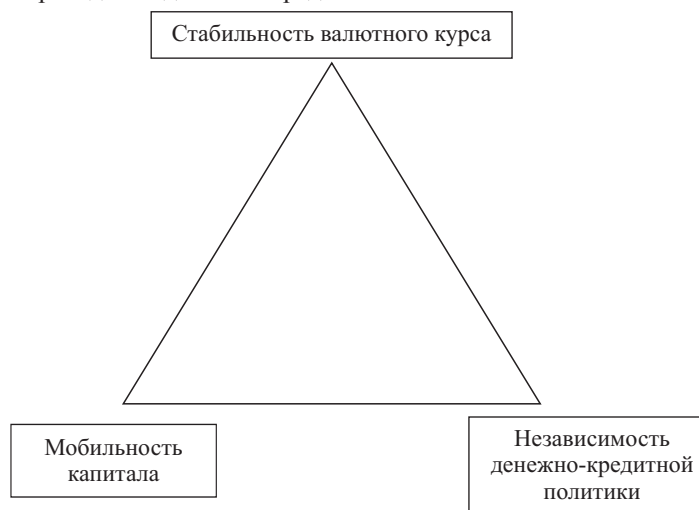 Стабильность валютного курса
Мобильность
капитала
Независимость
денежно-кредитной
политики